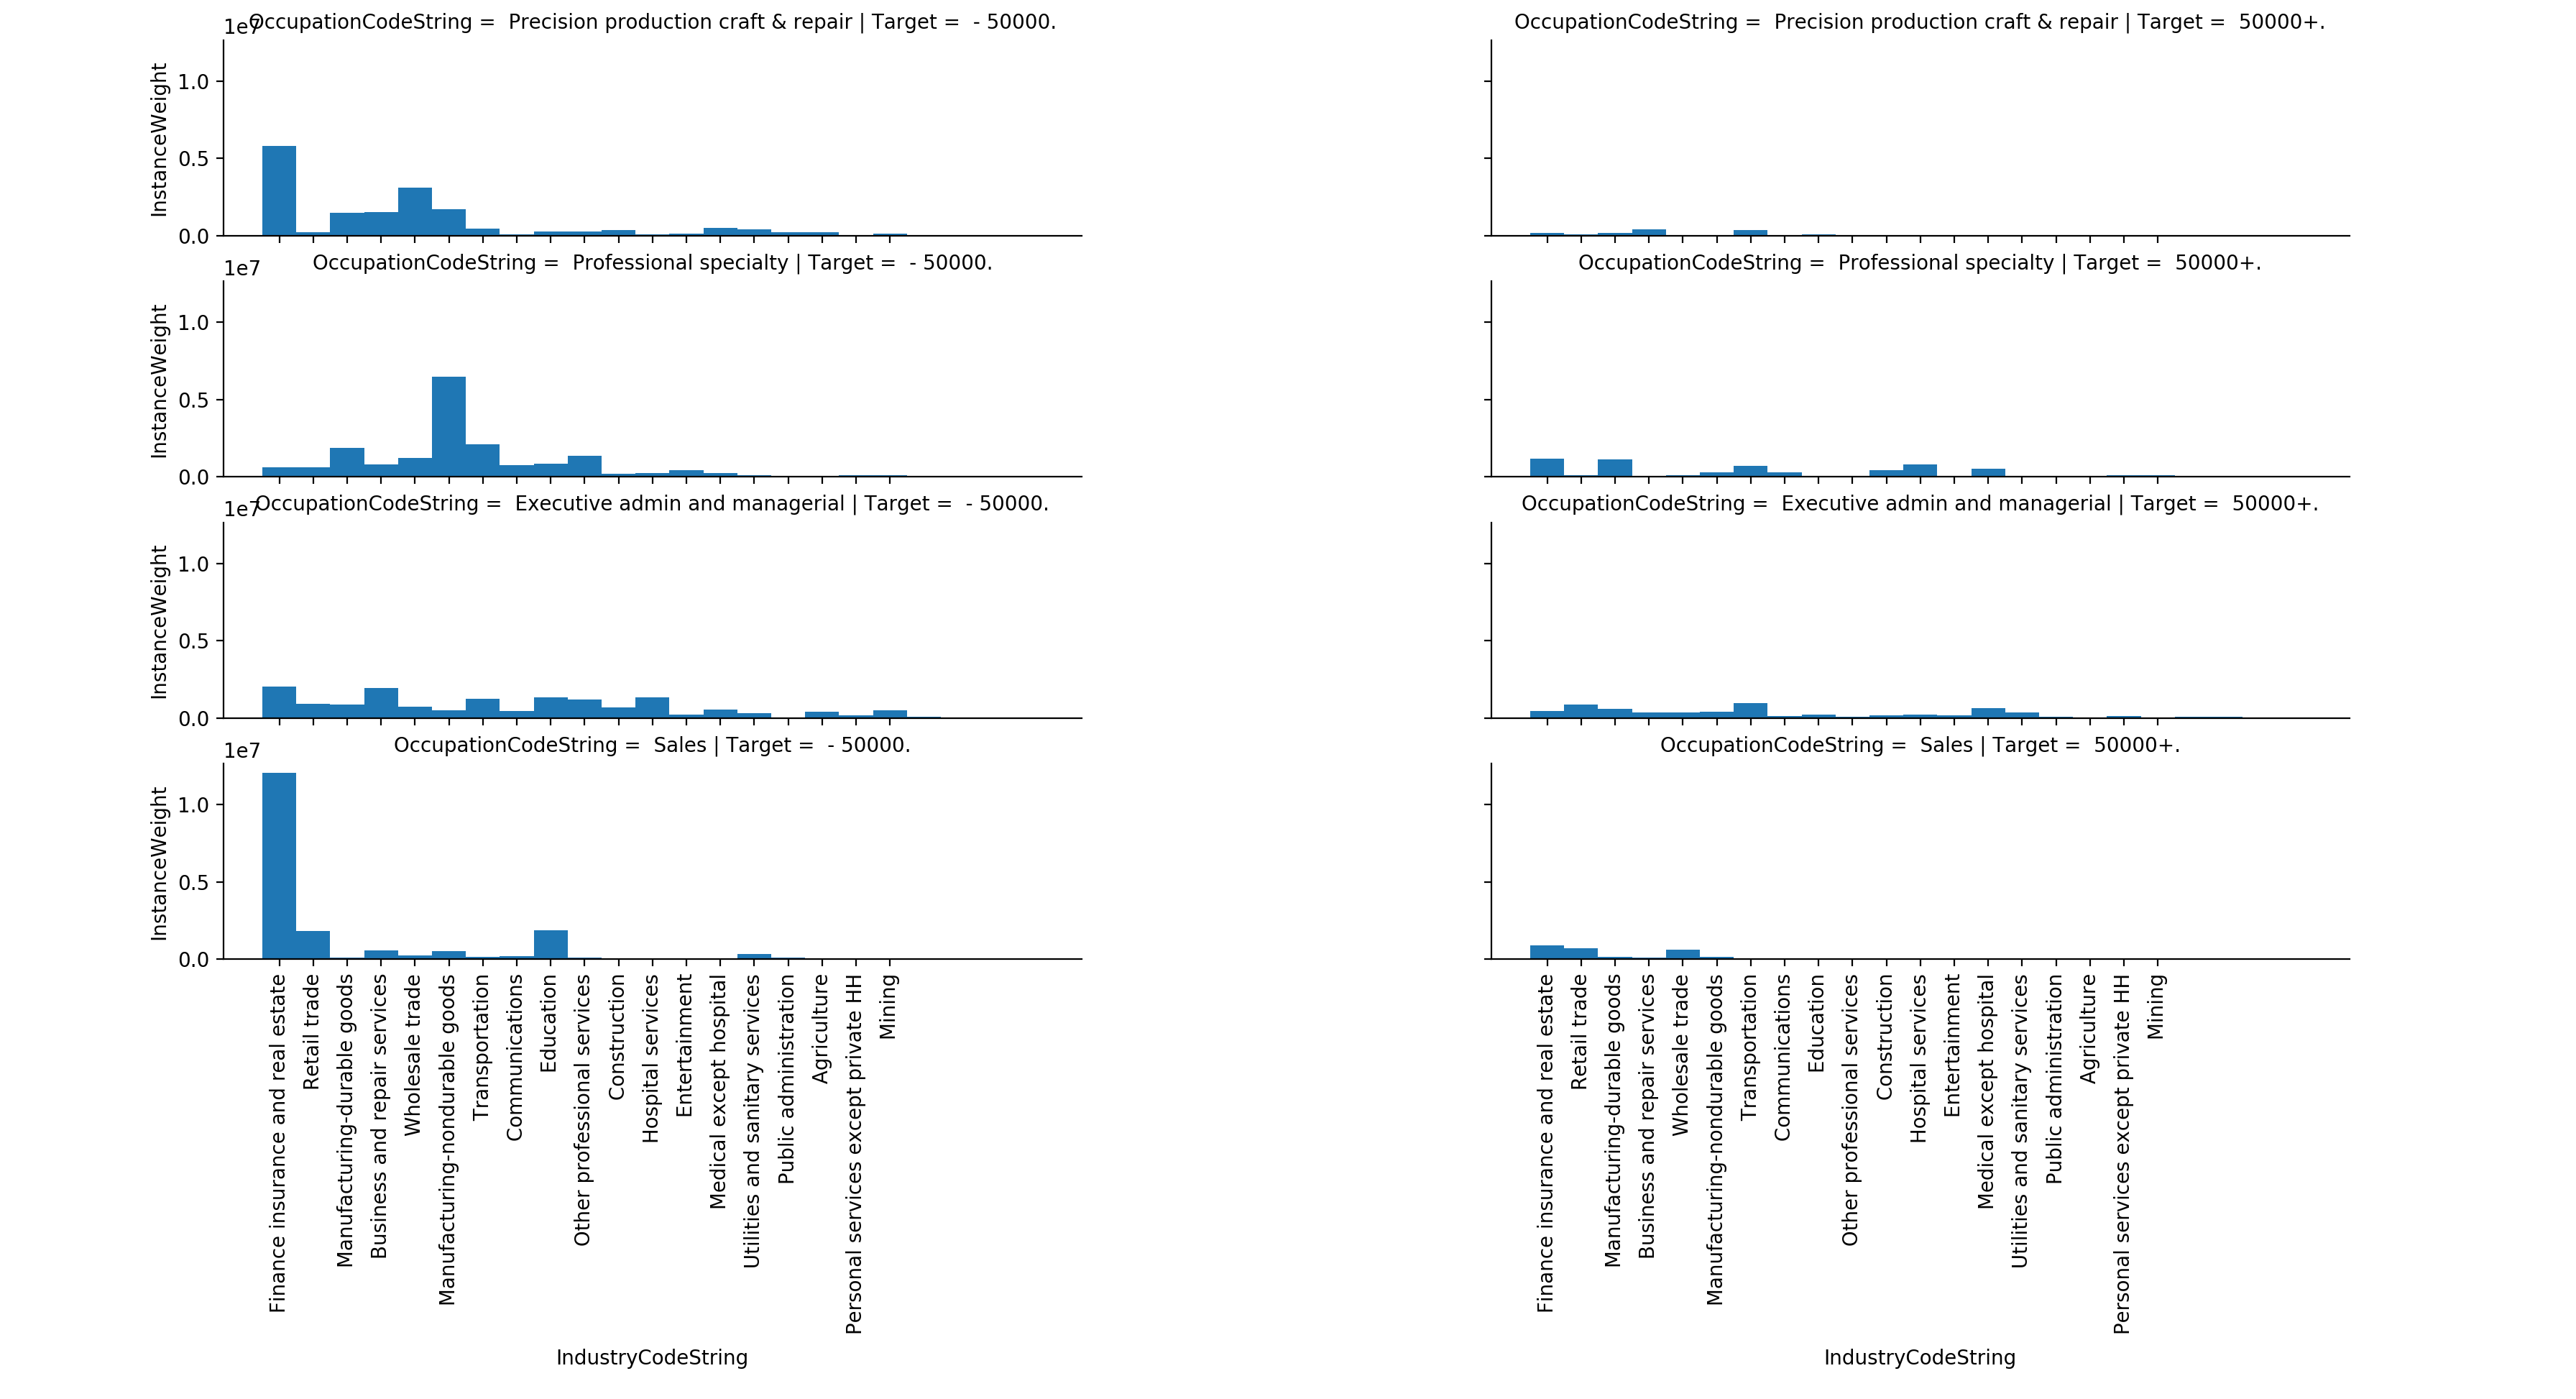 1e7
OccupationCodeString =  Precision production craft & repair | Target =  - 50000.
OccupationCodeString =  Precision production craft & repair | Target =  50000+.
InstanceWeight
1.0
0.5
0.0
1e7
OccupationCodeString =  Professional specialty | Target =  - 50000.
OccupationCodeString =  Professional specialty | Target =  50000+.
InstanceWeight
1.0
0.5
0.0
1e7
OccupationCodeString =  Executive admin and managerial | Target =  - 50000.
OccupationCodeString =  Executive admin and managerial | Target =  50000+.
InstanceWeight
1.0
0.5
0.0
1e7
OccupationCodeString =  Sales | Target =  - 50000.
OccupationCodeString =  Sales | Target =  50000+.
InstanceWeight
1.0
0.5
0.0
Finance insurance and real estate
Retail trade
Manufacturing-durable goods
Business and repair services
Wholesale trade
Manufacturing-nondurable goods
Transportation
Communications
Education
Other professional services
Construction
Hospital services
Entertainment
Medical except hospital
Utilities and sanitary services
Public administration
Agriculture
Personal services except private HH
Mining
IndustryCodeString
Finance insurance and real estate
Retail trade
Manufacturing-durable goods
Business and repair services
Wholesale trade
Manufacturing-nondurable goods
Transportation
Communications
Education
Other professional services
Construction
Hospital services
Entertainment
Medical except hospital
Utilities and sanitary services
Public administration
Agriculture
Personal services except private HH
Mining
IndustryCodeString